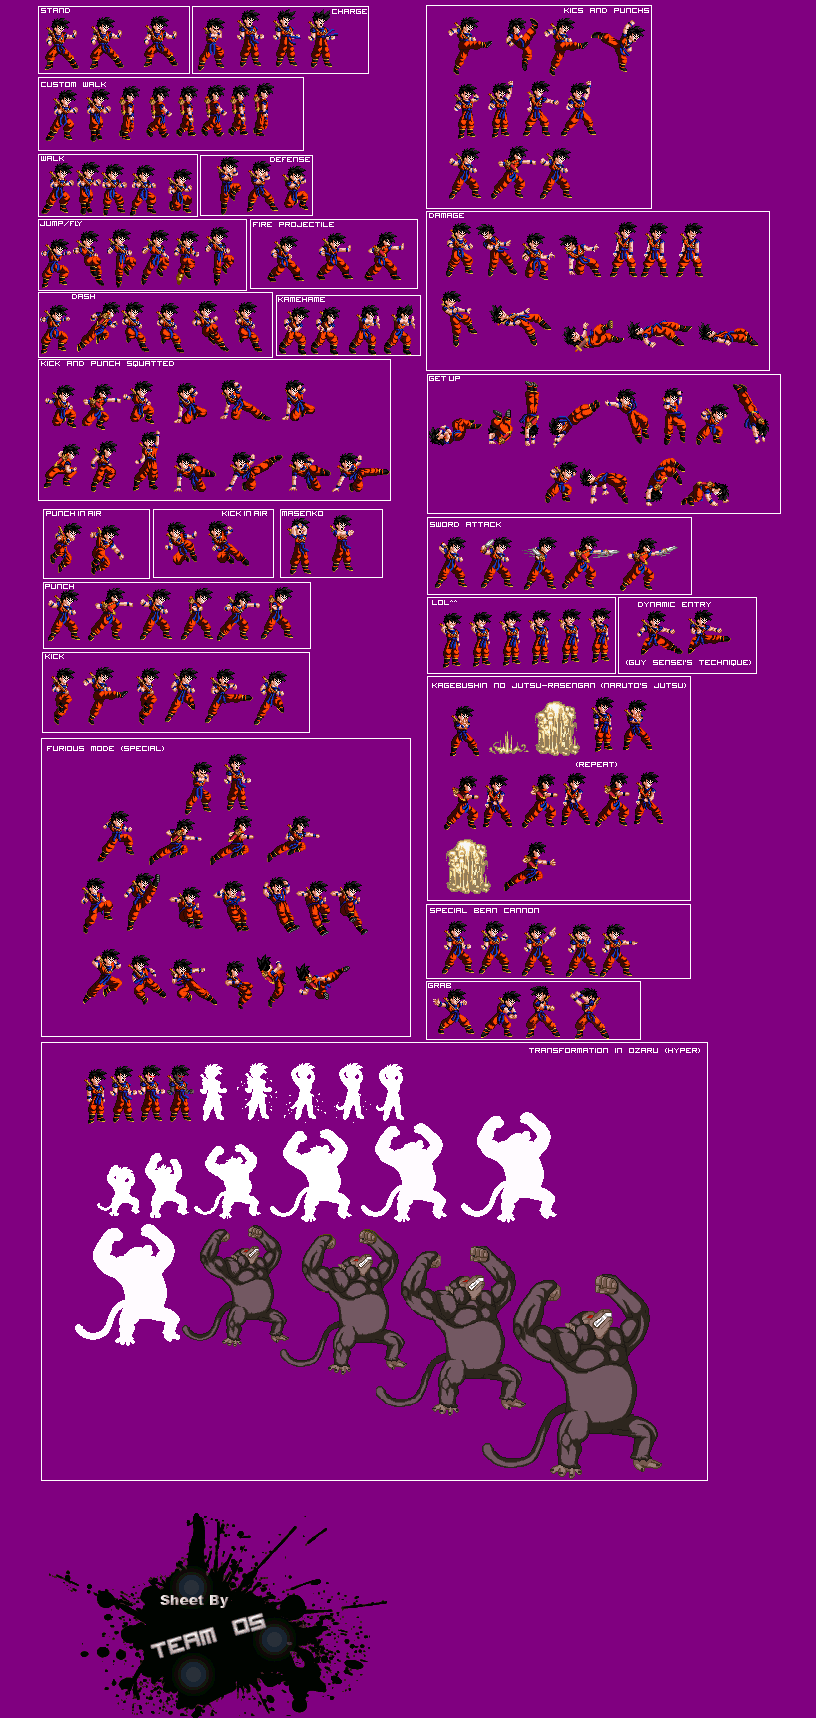 STAND
CHARGE
CUSTOM WALK
WALK
DEFENSE
JUMP/FLY
FIRE PROJECTILE
DASH
KAMEHAME
KICK AND PUNCH SQUATTED
PUNCH IN AIR
KICK IN AIR
MASENKO
PUNCH
KICK
FURIOUS MODE (SPECIAL)
KICS AND PUNCHS
DAMAGE
GET UP
SWORD ATTACK
LOL^^
DYNAMIC ENTRY
(GUY SENSEI'S TECHNIQUE)
KAGEBUSHIN NO JUTSU-RASENGAN (NARUTO'S JUTSU)
(REPEAT)
SPECIAL BEAN CANNON
GRAB
TRANSFORMATION IN OZARU (HYPER)
Sheet By
TEAM OS